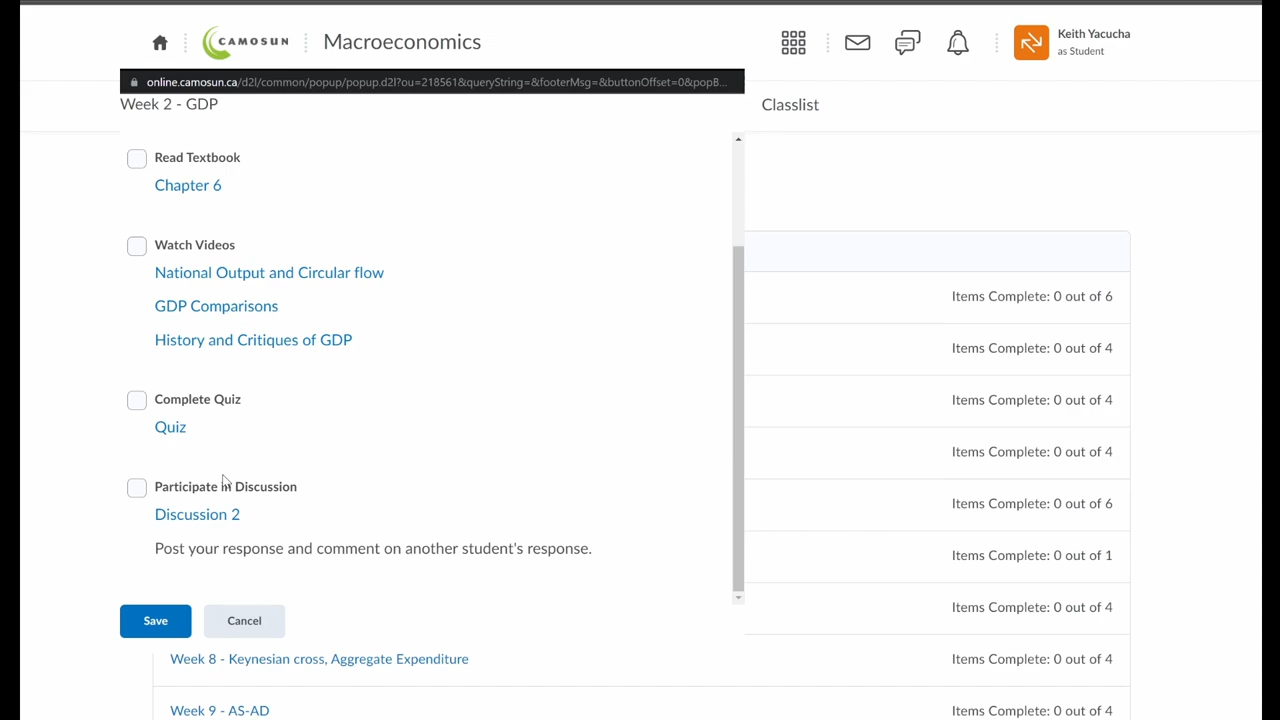 CAMOSUN
Macroeconomics
Keith Yacucha
as Student
online.camosun.ca/d2l/common/popup/popup.d2l?ou=218561&queryString=&footerMsg=&buttonOffset=0&popB...
Week 2 - GDP
Classlist
Read Textbook
Chapter 6
Watch Videos
National Output and Circular flow
GDP Comparisons
History and Critiques of GDP
Complete Quiz
Quiz
Participate in Discussion
Discussion 2
Post your response and comment on another student's response.
Save
Cancel
Items Complete: 0 out of 6
Items Complete: 0 out of 4
Items Complete: 0 out of 4
Items Complete: 0 out of 4
Items Complete: 0 out of 6
Items Complete: 0 out of 1
Items Complete: 0 out of 4
Week 8 - Keynesian cross, Aggregate Expenditure
Items Complete: 0 out of 4
Week 9 - AS-AD
Items Complete: 0 out of 4